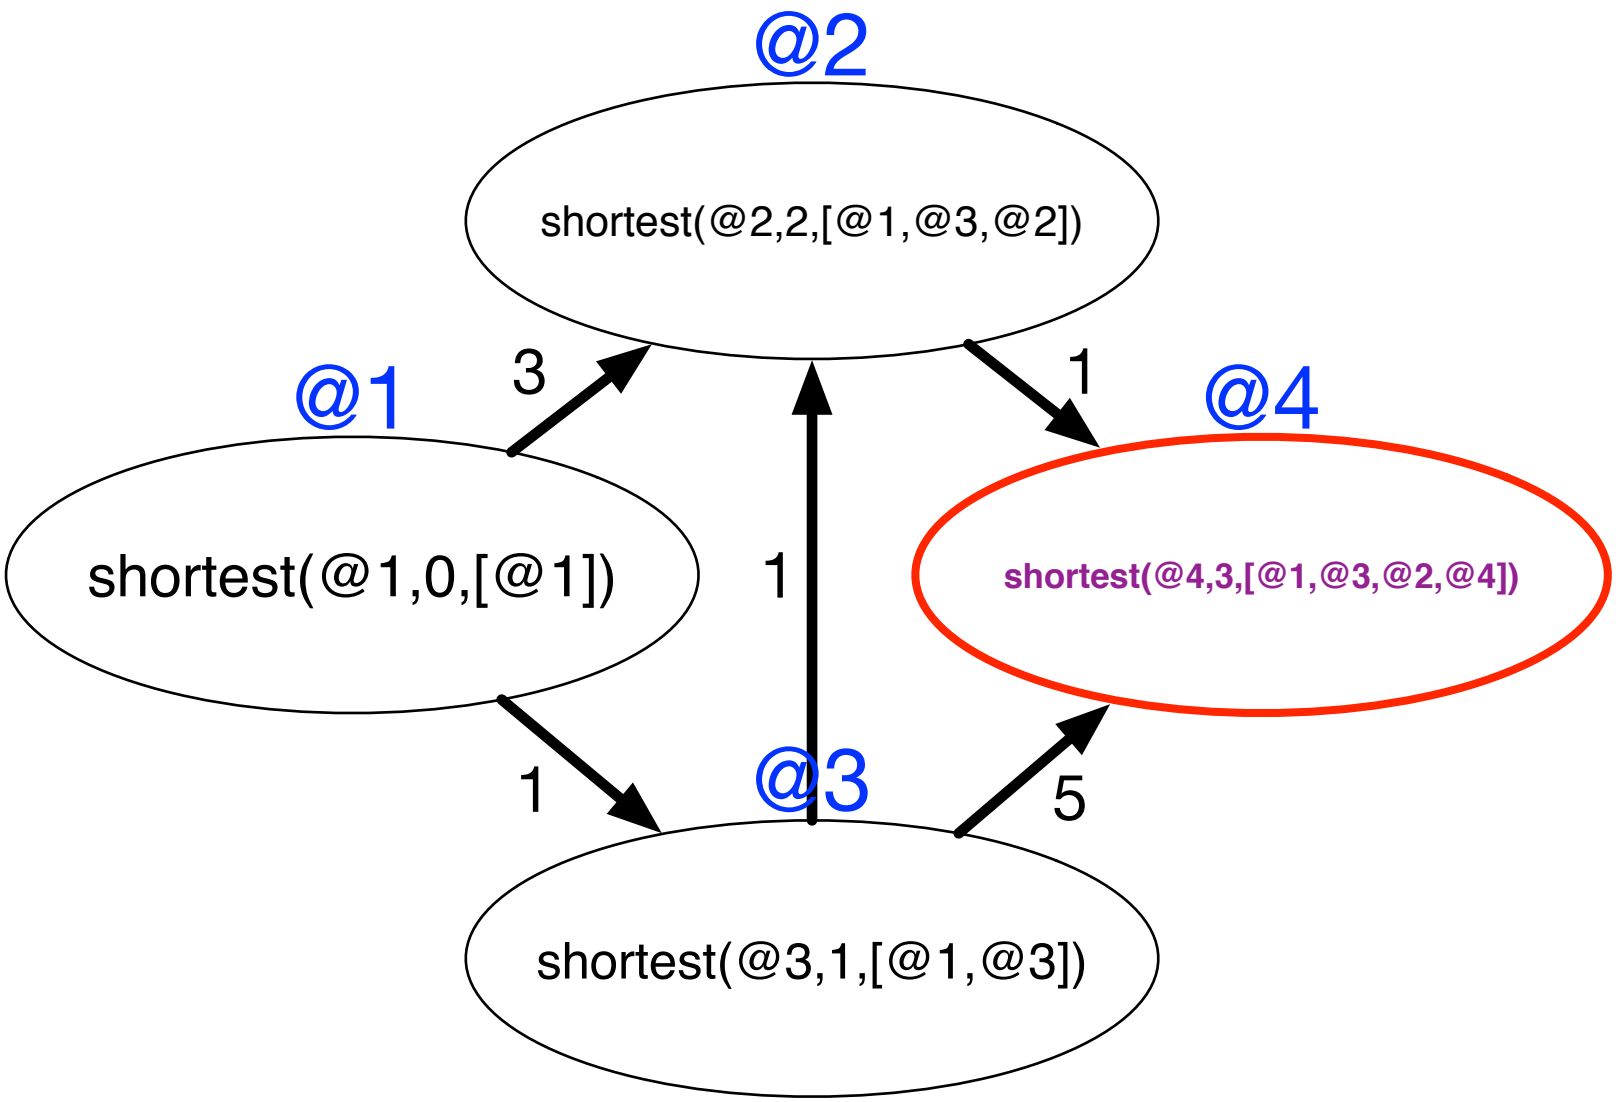 @2
shortest(@2,2,[@1,@3,@2])
3
1
@1
@4
shortest(@1,0,[@1])
1
shortest(@4,3,[@1,@3,@2,@4])
1
@3
5
shortest(@3,1,[@1,@3])